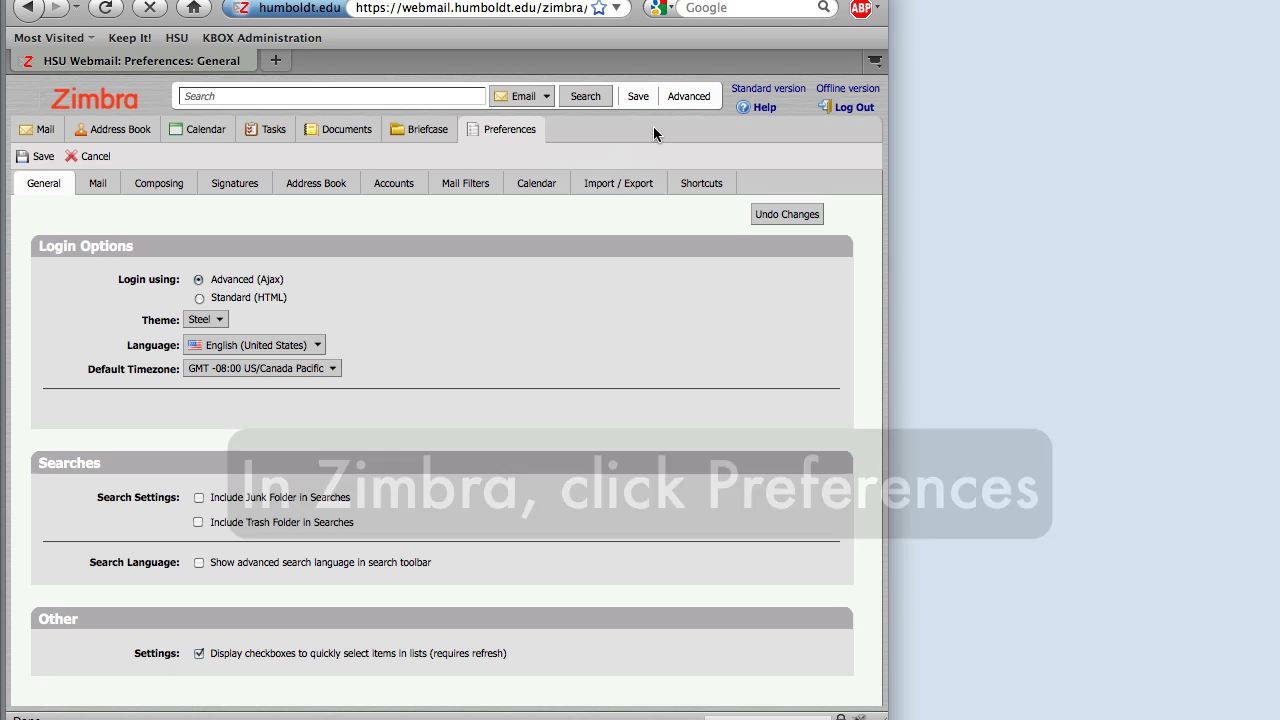 humboldt.edu https://webmail.humboldt.edu/zimbra/ Google ABP
Most Visited Keep It! HSU KBOX Administration
Z HSU Webmail: Preferences: General +
Zimbra Search Email Search Save Advanced Standard version Offline version
Help Log Out
Mail Address Book Calendar Tasks Documents Briefcase Preferences
Save Cancel
General Mail Composing Signatures Address Book Accounts Mail Filters Calendar Import / Export Shortcuts
Undo Changes
Login Options
Login using: Advanced (Ajax)
Standard (HTML)
Theme: Steel
Language: English (United States)
Default Timezone: GMT -08:00 US/Canada Pacific
Searches
In Zimbra, click Preferences
Search Settings: Include Junk Folder in Searches
Include Trash Folder in Searches
Search Language: Show advanced search language in search toolbar
Other
Settings: Display checkboxes to quickly select items in lists (requires refresh)